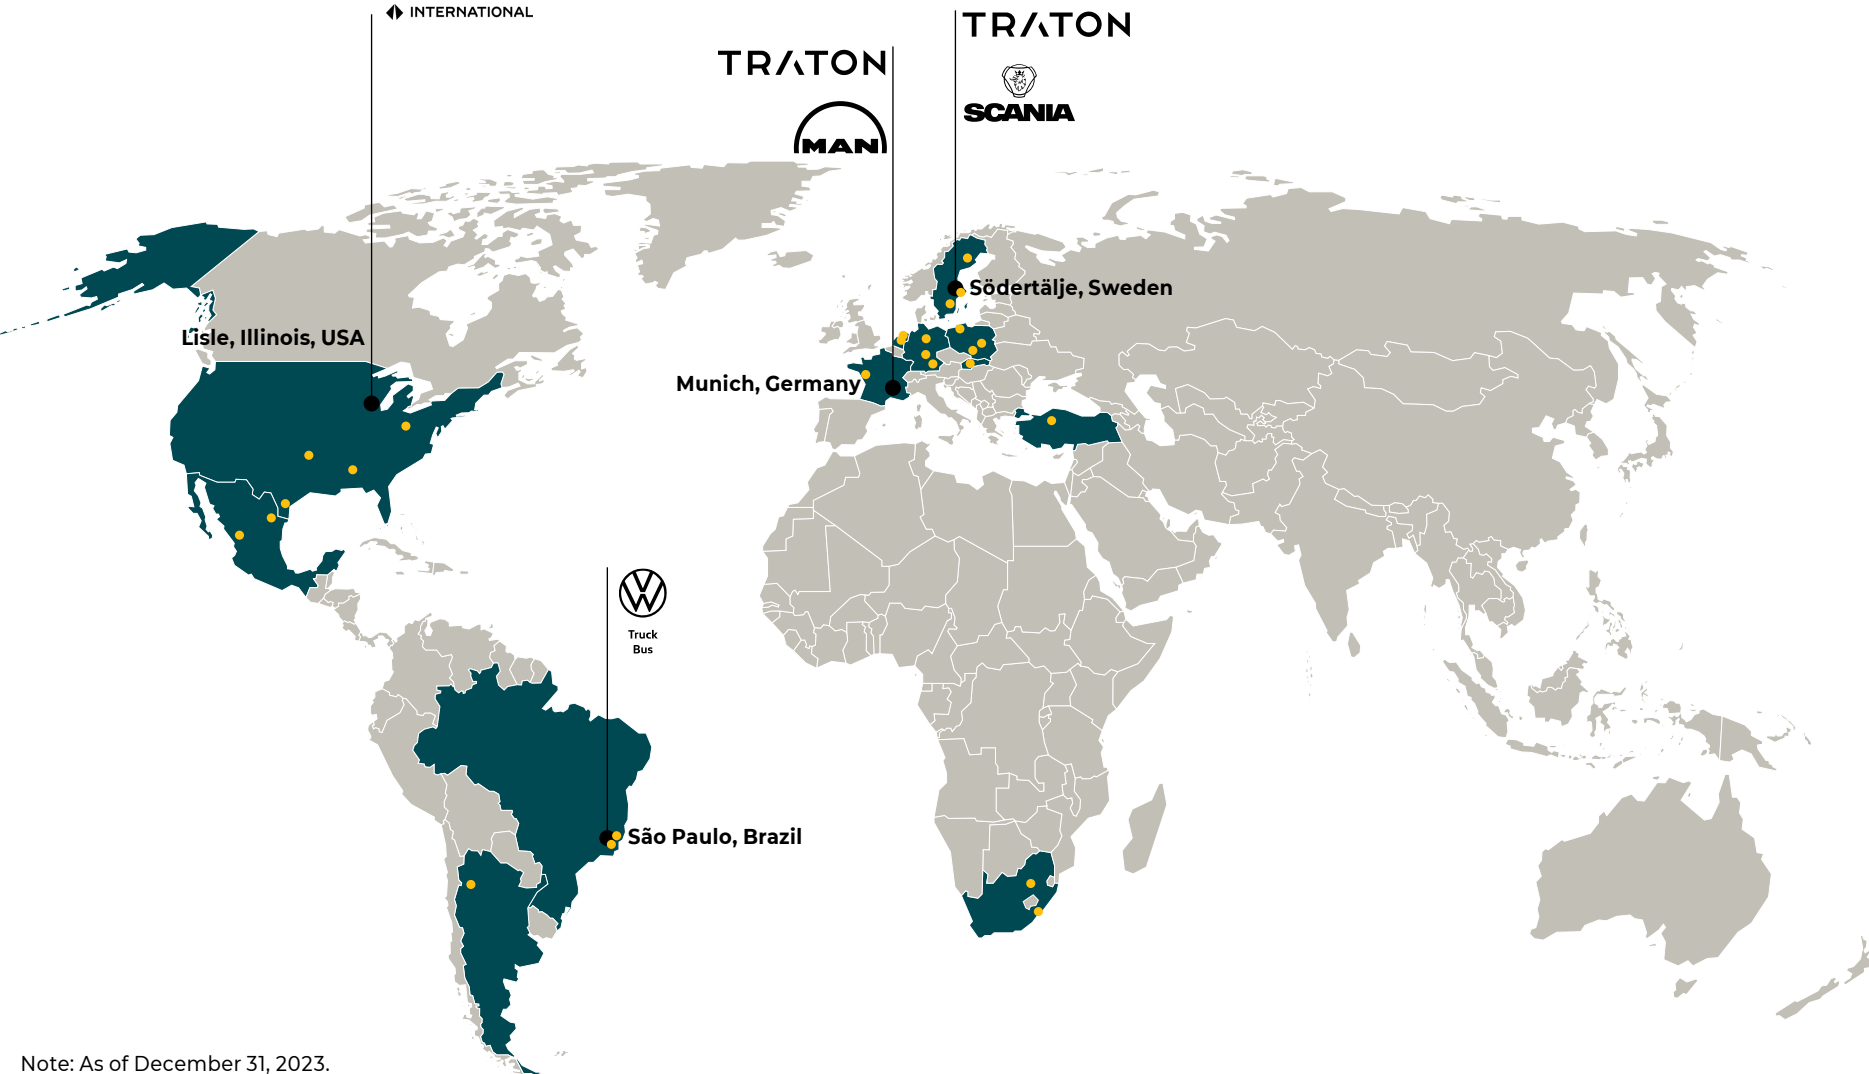 INTERNATIONAL
TRATON
SCANIA
TRATON
MAN
Södertälje, Sweden
Lisle, Illinois, USA
Munich, Germany
Truck
Bus
São Paulo, Brazil
Note: As of December 31, 2023.